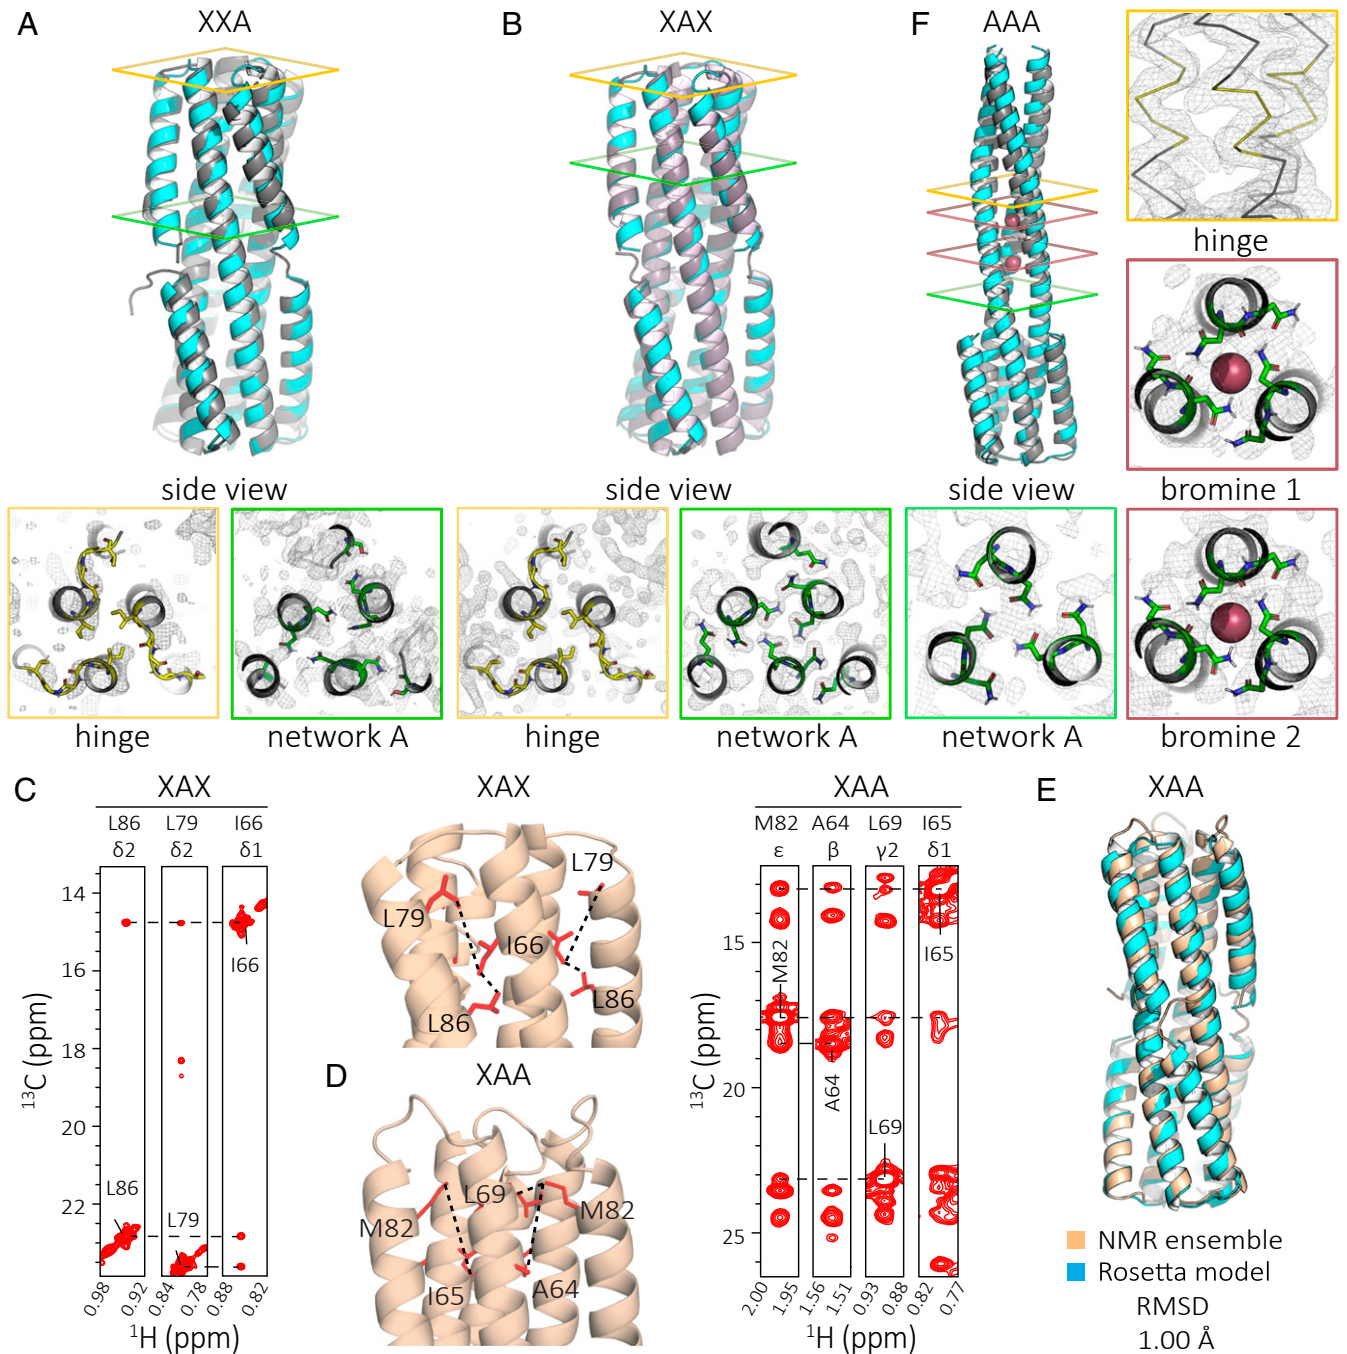 A
XXA
side view
hinge
network A
B
XAX
side view
hinge
network A
F
AAA
side view
network A
hinge
bromine 1
bromine 2
C
XAX
L86 L79 I66
δ2 δ2 δ1
14
16
18
20
22
13C (ppm)
I66
L86
L79
0.98 0.92 0.84 0.78 0.88 0.82
1H (ppm)
XAX
L79
L79
I66
L86
L86
D
XAA
L69
M82
M82
I65
A64
XAA
M82 A64 L69 I65
ε β γ2 δ1
15
20
25
13C (ppm)
M82
I65
A64
L69
2.00 1.95 1.56 1.51 0.93 0.88 0.82 0.77
1H (ppm)
E
XAA
NMR ensemble
Rosetta model
RMSD
1.00 Å